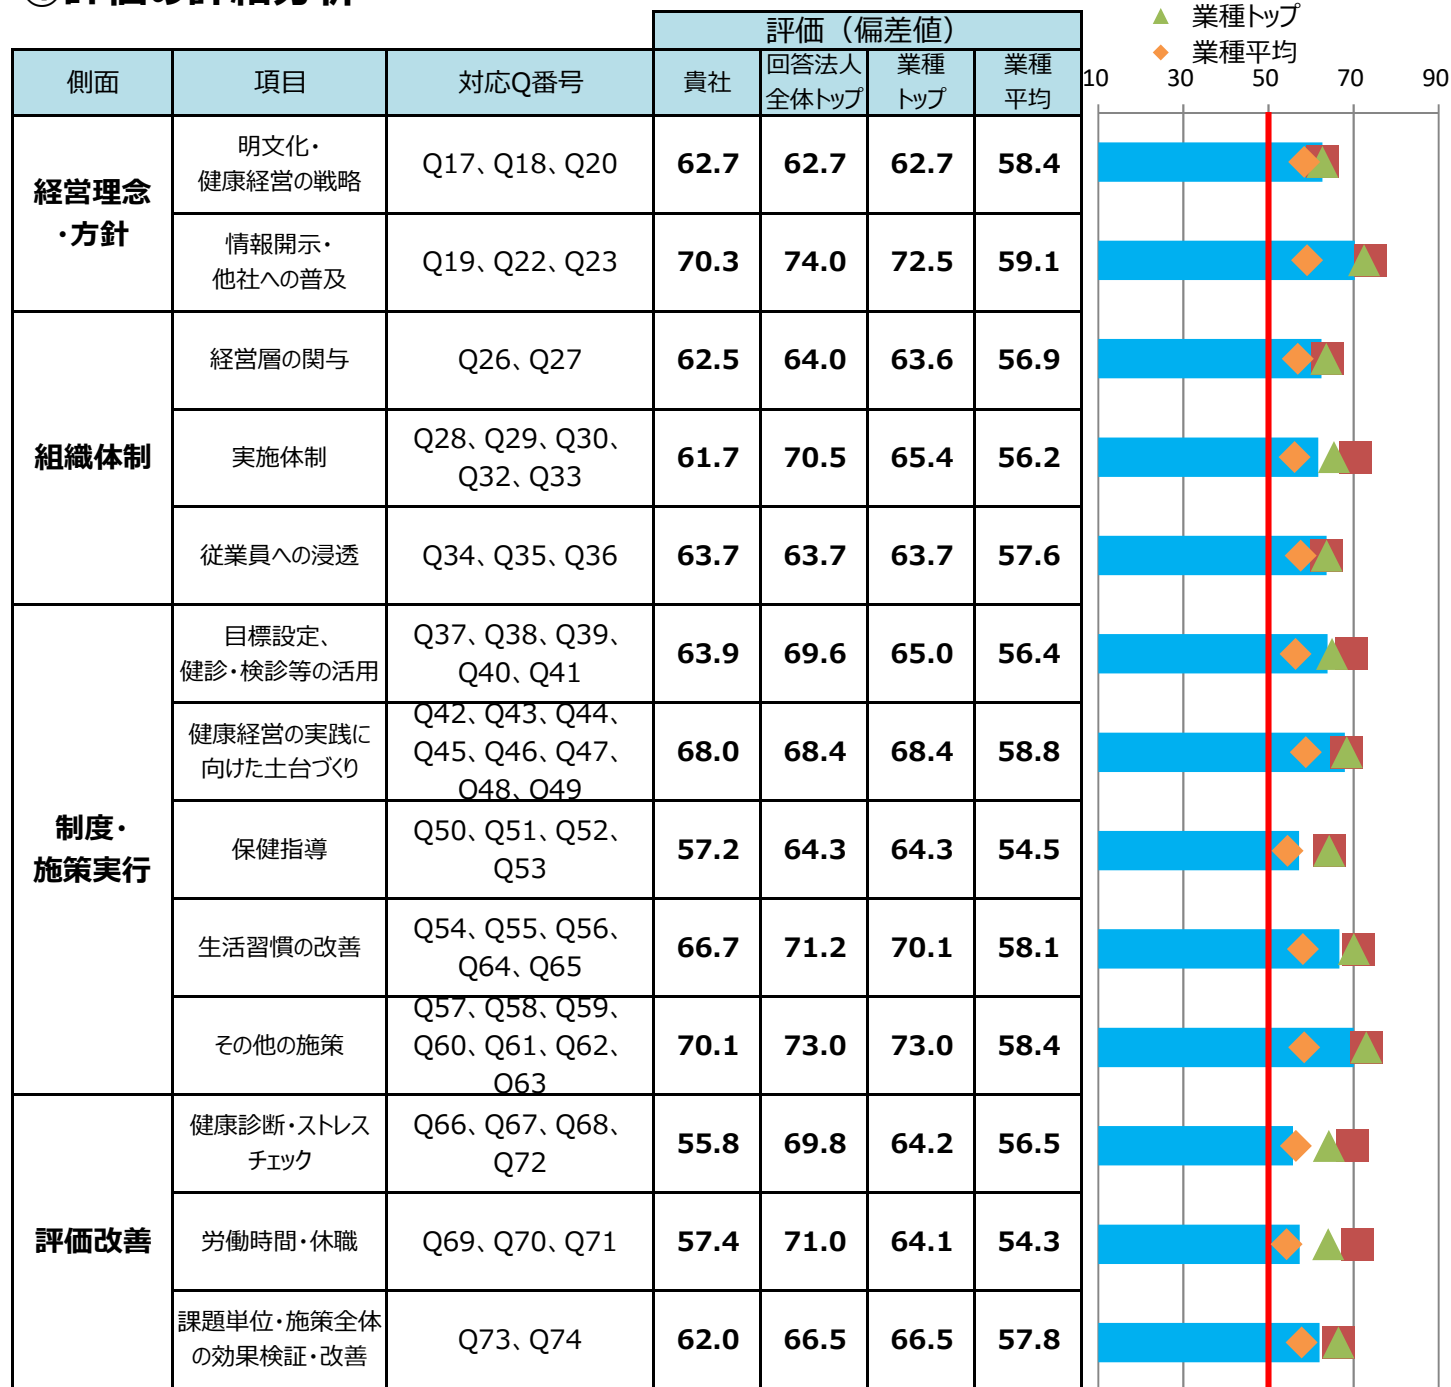 評価（偏差値）
業種トップ
業種平均
側面 項目 対応Q番号 貴社 回答法人 業種 業種
全体トップ トップ 平均
10 30 50 70 90
経営理念
・方針
明文化・
健康経営の戦略
Q17、Q18、Q20 62.7 62.7 62.7 58.4
情報開示・
他社への普及
Q19、Q22、Q23 70.3 74.0 72.5 59.1
組織体制
経営層の関与 Q26、Q27 62.5 64.0 63.6 56.9
実施体制
Q28、Q29、Q30、
Q32、Q33
61.7 70.5 65.4 56.2
従業員への浸透 Q34、Q35、Q36 63.7 63.7 63.7 57.6
制度・
施策実行
目標設定、
健診・検診等の活用
Q37、Q38、Q39、
Q40、Q41
63.9 69.6 65.0 56.4
健康経営の実践に
向けた土台づくり
Q42、Q43、Q44、
Q45、Q46、Q47、
Q48、Q49
68.0 68.4 68.4 58.8
保健指導
Q50、Q51、Q52、
Q53
57.2 64.3 64.3 54.5
生活習慣の改善
Q54、Q55、Q56、
Q64、Q65
66.7 71.2 70.1 58.1
その他の施策
Q57、Q58、Q59、
Q60、Q61、Q62、
Q63
70.1 73.0 73.0 58.4
評価改善
健康診断・ストレス
チェック
Q66、Q67、Q68、
Q72
55.8 69.8 64.2 56.5
労働時間・休職 Q69、Q70、Q71 57.4 71.0 64.1 54.3
課題単位・施策全体
の効果検証・改善
Q73、Q74 62.0 66.5 66.5 57.8